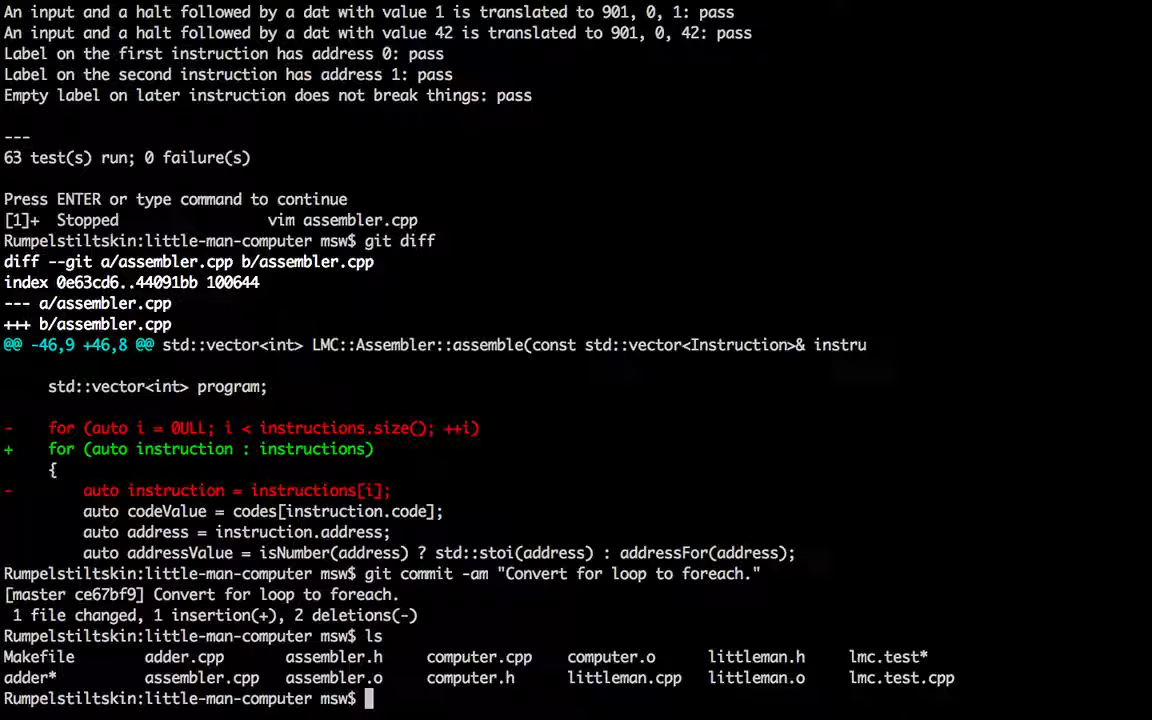 An input and a halt followed by a dat with value 1 is translated to 901, 0, 1: pass
An input and a halt followed by a dat with value 42 is translated to 901, 0, 42: pass
Label on the first instruction has address 0: pass
Label on the second instruction has address 1: pass
Empty label on later instruction does not break things: pass

---
63 test(s) run; 0 failure(s)

Press ENTER or type command to continue
[1]+  Stopped                 vim assembler.cpp
Rumpelstiltskin:little-man-computer msw$ git diff
diff --git a/assembler.cpp b/assembler.cpp
index 0e63cd6..44091bb 100644
--- a/assembler.cpp
+++ b/assembler.cpp
@@ -46,9 +46,8 @@ std::vector<int> LMC::Assembler::assemble(const std::vector<Instruction>& instru

     std::vector<int> program;

-    for (auto i = 0ULL; i < instructions.size(); ++i)
+    for (auto instruction : instructions)
     {
-        auto instruction = instructions[i];
         auto codeValue = codes[instruction.code];
         auto address = instruction.address;
         auto addressValue = isNumber(address) ? std::stoi(address) : addressFor(address);
Rumpelstiltskin:little-man-computer msw$ git commit -am "Convert for loop to foreach."
[master ce67bf9] Convert for loop to foreach.
 1 file changed, 1 insertion(+), 2 deletions(-)
Rumpelstiltskin:little-man-computer msw$ ls
Makefile        adder.cpp       assembler.h     computer.cpp    computer.o      littleman.h     lmc.test*
adder*          assembler.cpp   assembler.o     computer.h      littleman.cpp   littleman.o     lmc.test.cpp
Rumpelstiltskin:little-man-computer msw$